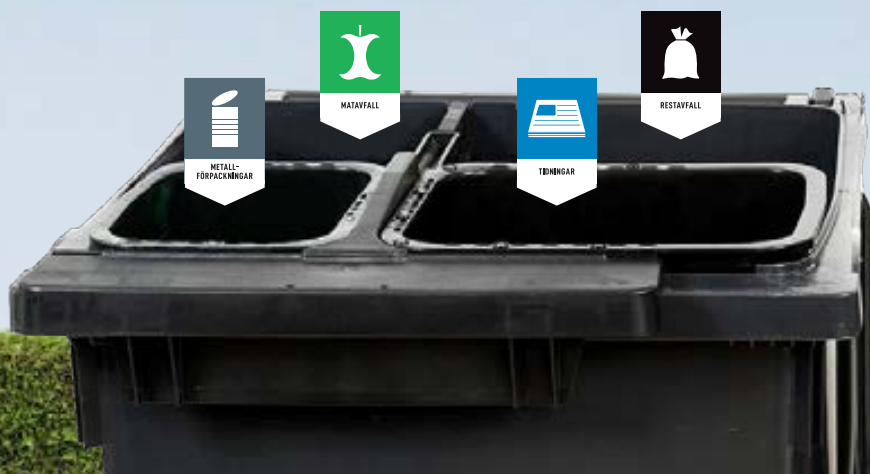 METALL-
FÖRPACKNINGAR
MATAVFALL
TIDNINGAR
RESTAVFALL